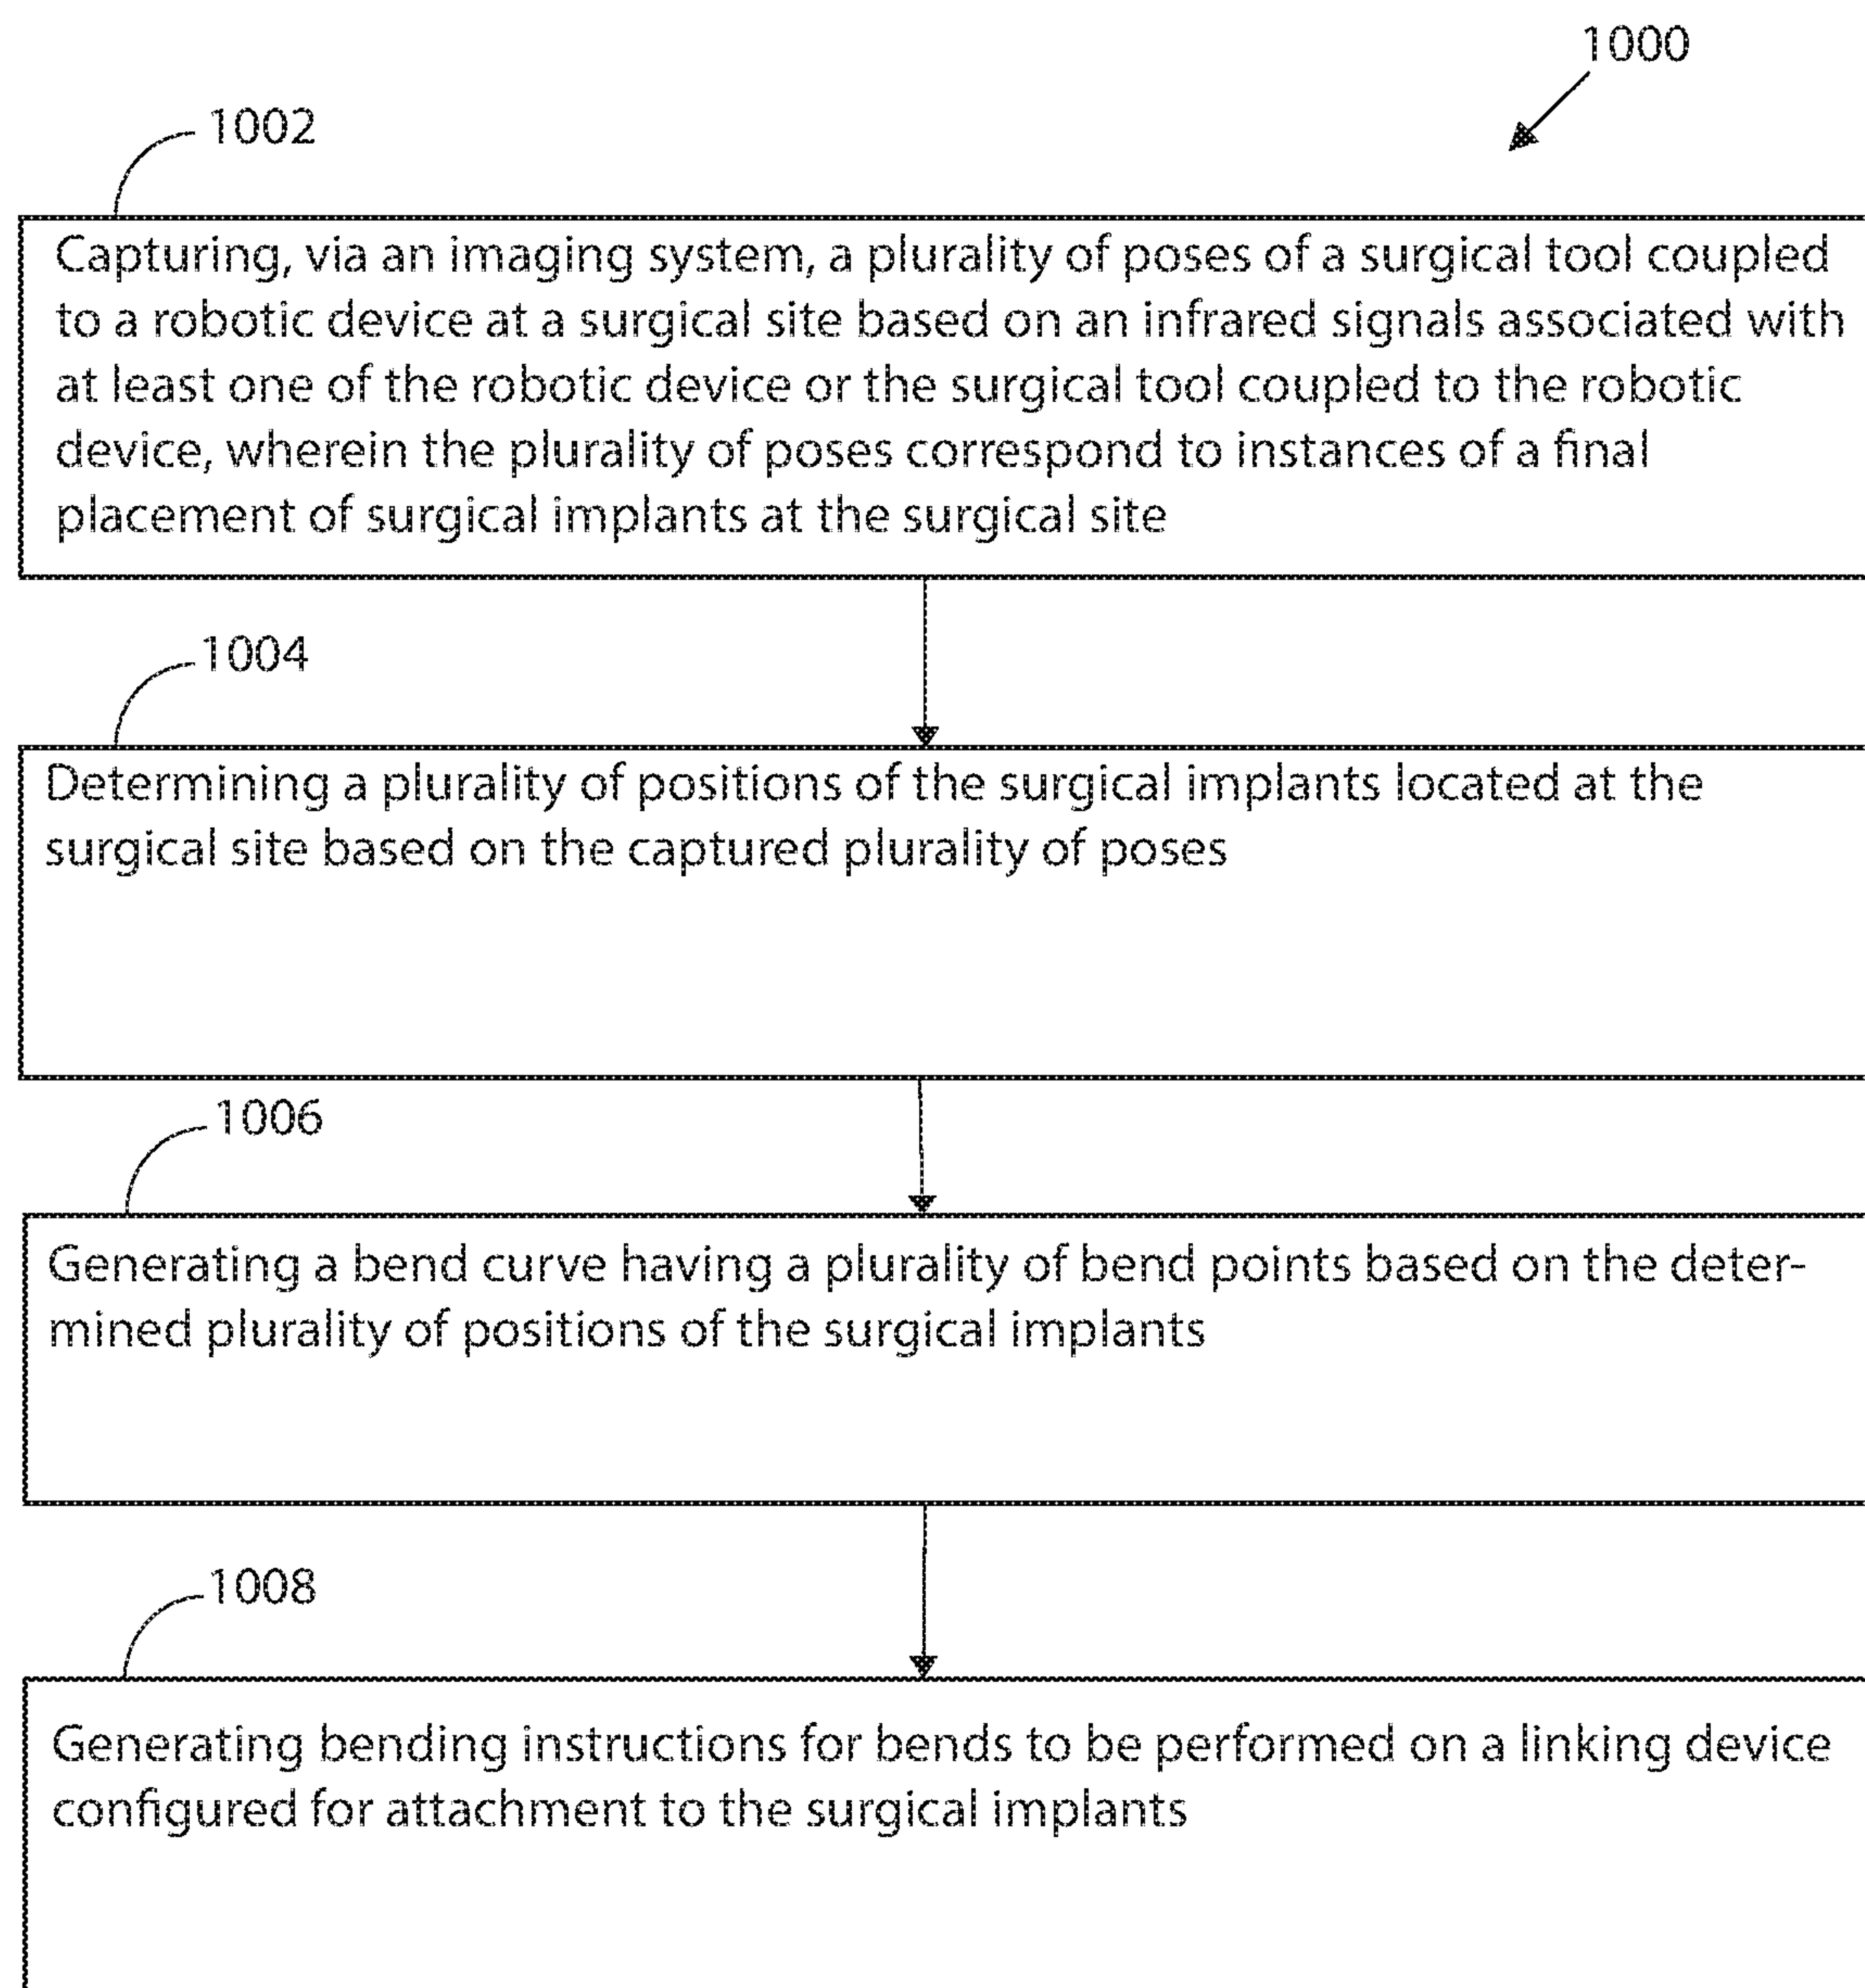 1000
1002
Capturing, via an imaging system, a plurality of poses of a surgical tool coupled
to a robotic device at a surgical site based on an infrared signals associated with
at least one of the robotic device or the surgical tool coupled to the robotic
device, wherein the plurality of poses correspond to instances of a final
placement of surgical implants at the surgical site
1004
Determining a plurality of positions of the surgical implants located at the
surgical site based on the captured plurality of poses
1006
Generating a bend curve having a plurality of bend points based on the deter-
mined plurality of positions of the surgical implants
1008
Generating bending instructions for bends to be performed on a linking device
configured for attachment to the surgical implants